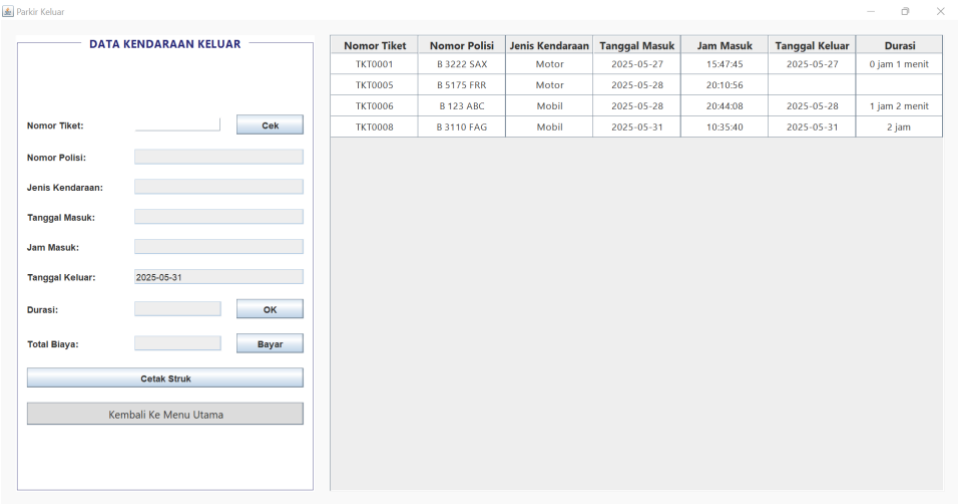 Parkir Keluar
DATA KENDARAAN KELUAR
Nomor Tiket:
Cek
Nomor Polisi:
Jenis Kendaraan:
Tanggal Masuk:
Jam Masuk:
Tanggal Keluar: 2025-05-31
Durasi:
OK
Total Biaya:
Bayar
Cetak Struk
Kembali Ke Menu Utama
Nomor Tiket Nomor Polisi Jenis Kendaraan Tanggal Masuk Jam Masuk Tanggal Keluar Durasi
TKT0001 B 3222 SAX Motor 2025-05-27 15:47:45 2025-05-27 0 jam 1 menit
TKT0005 B 5175 FRR Motor 2025-05-28 20:10:56
TKT0006 B 123 ABC Mobil 2025-05-28 20:44:08 2025-05-28 1 jam 2 menit
TKT0008 B 3110 FAG Mobil 2025-05-31 10:35:40 2025-05-31 2 jam